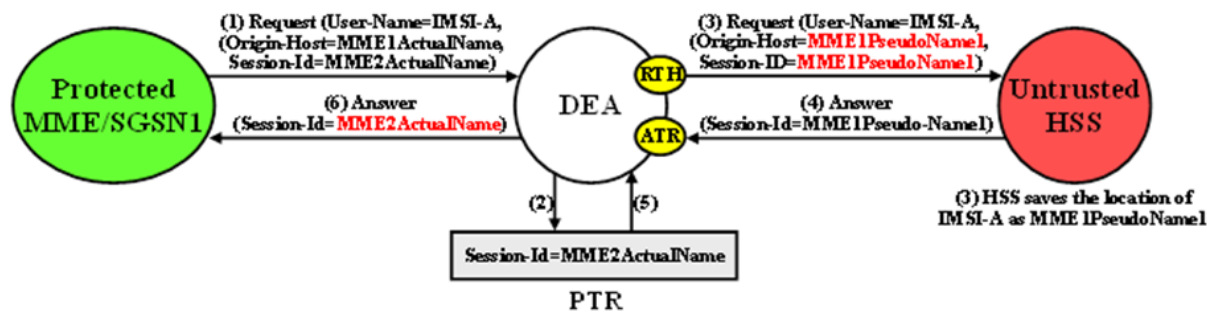 (1) Request (User-Name=IMSI-A,
(Origin-Host=MME1ActualName,
Session-Id=MME2ActualName)
(3) Request (User-Name=IMSI-A,
(Origin-Host=MME1PseudoName1,
Session-ID=MME1PseudoName1)
Protected
MME/SGSN1
(6) Answer
(Session-Id=MME2ActualName)
DEA
RTH
ATR
(4) Answer
(Session-Id=MME1Pseudo-Name1)
Untrusted
HSS
(2)
(5)
(3) HSS saves the location of
IMSI-A as MME1PseudoName1
Session-Id=MME2ActualName
PTR